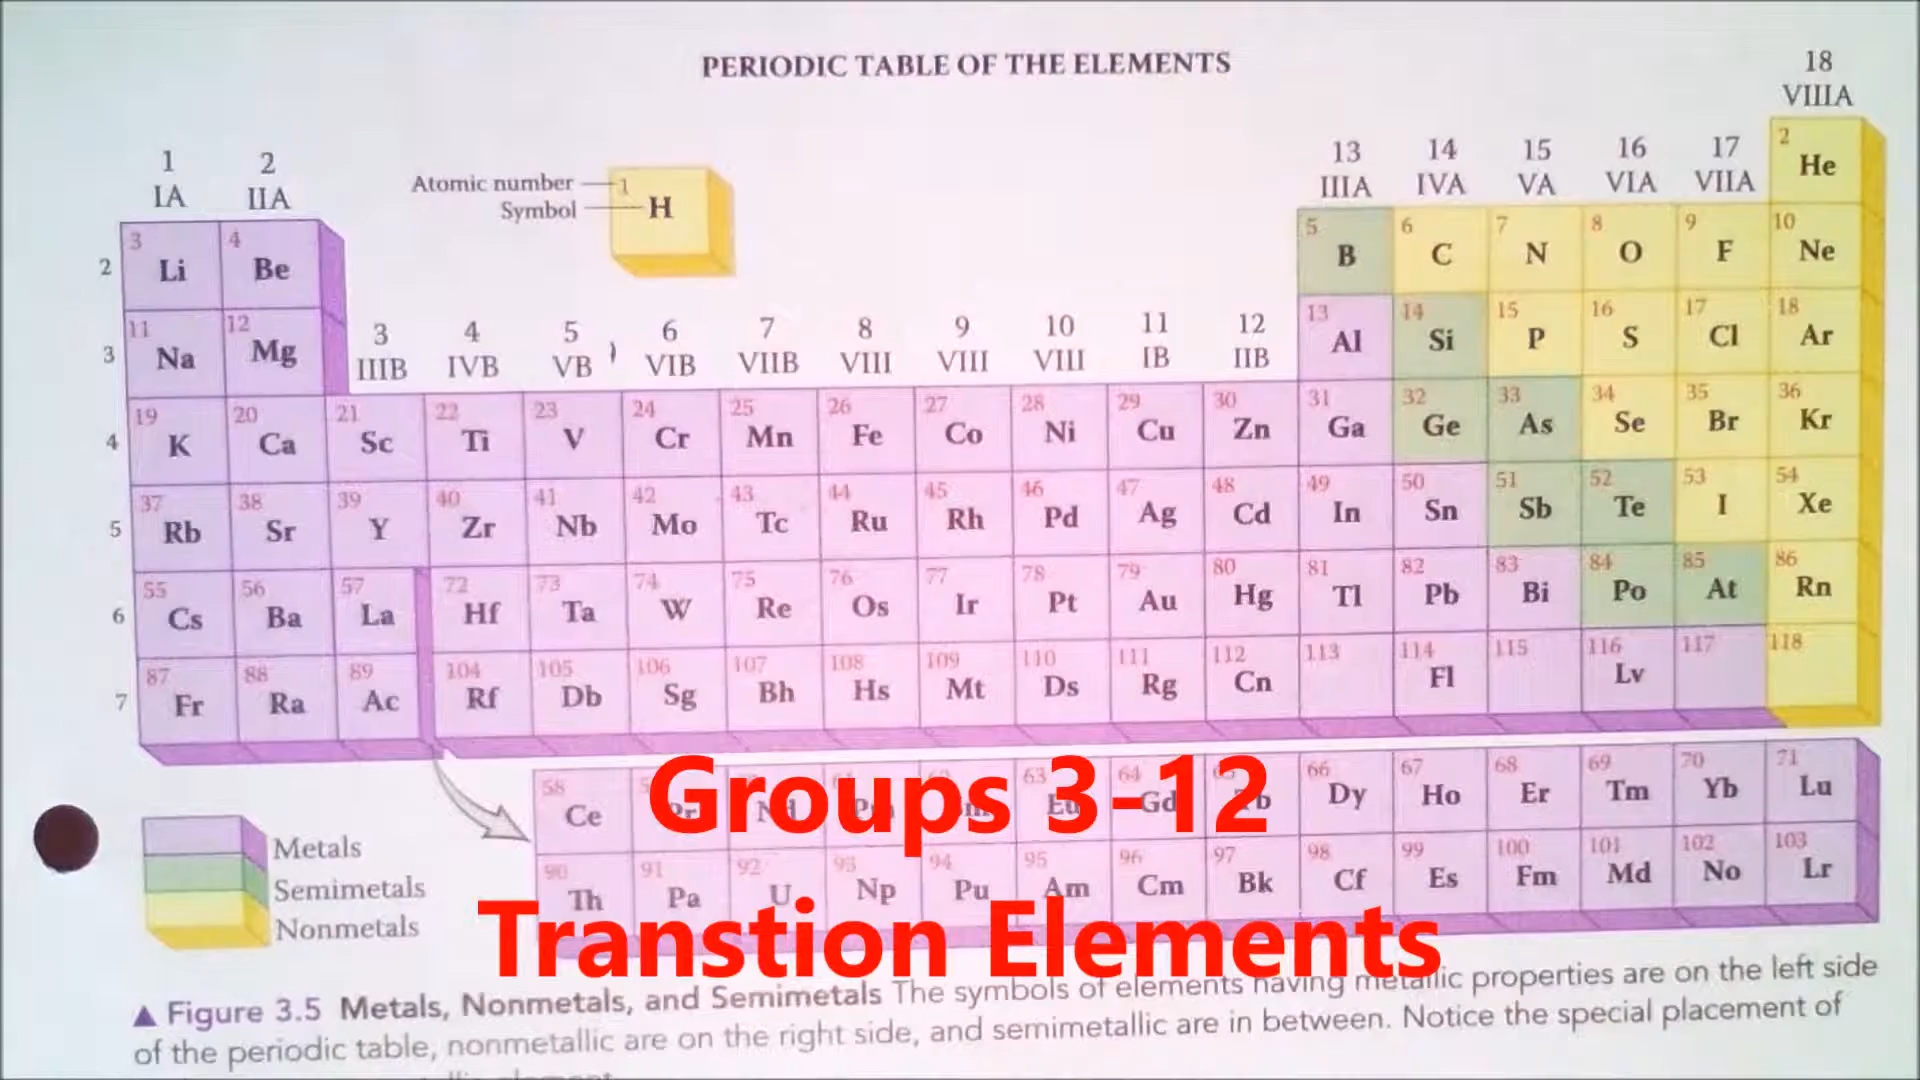 PERIODIC TABLE OF THE ELEMENTS
18
VIIIA
1 2 13 14 15 16 17
IA IIA IIIA IVA VA VIA VIIA
Atomic number 1
Symbol H
2 He
2 3 Li 4 Be 5 B 6 C 7 N 8 O 9 F 10 Ne
3 11 Na 12 Mg 13 Al 14 Si 15 P 16 S 17 Cl 18 Ar
3 4 5 6 7 8 9 10 11 12
IIIB IVB VB VIB VIIB VIII VIII VIII IB IIB
4 19 K 20 Ca 21 Sc 22 Ti 23 V 24 Cr 25 Mn 26 Fe 27 Co 28 Ni 29 Cu 30 Zn 31 Ga 32 Ge 33 As 34 Se 35 Br 36 Kr
5 37 Rb 38 Sr 39 Y 40 Zr 41 Nb 42 Mo 43 Tc 44 Ru 45 Rh 46 Pd 47 Ag 48 Cd 49 In 50 Sn 51 Sb 52 Te 53 I 54 Xe
6 55 Cs 56 Ba 57 La 72 Hf 73 Ta 74 W 75 Re 76 Os 77 Ir 78 Pt 79 Au 80 Hg 81 Tl 82 Pb 83 Bi 84 Po 85 At 86 Rn
7 87 Fr 88 Ra 89 Ac 104 Rf 105 Db 106 Sg 107 Bh 108 Hs 109 Mt 110 Ds 111 Rg 112 Cn 113 114 Fl 115 116 Lv 117 118
58 Ce Pr Nd Pm 63 Eu 64 Gd Tb 66 Dy 67 Ho 68 Er 69 Tm 70 Yb 71 Lu
Groups 3-12
90 Th 91 Pa 92 U 93 Np 94 Pu 95 Am 96 Cm 97 Bk 98 Cf 99 Es 100 Fm 101 Md 102 No 103 Lr
Transtion Elements
Metals
Semimetals
Nonmetals
▲ Figure 3.5 Metals, Nonmetals, and Semimetals The symbols of elements having metallic properties are on the left side
of the periodic table, nonmetallic are on the right side, and semimetallic are in between. Notice the special placement of